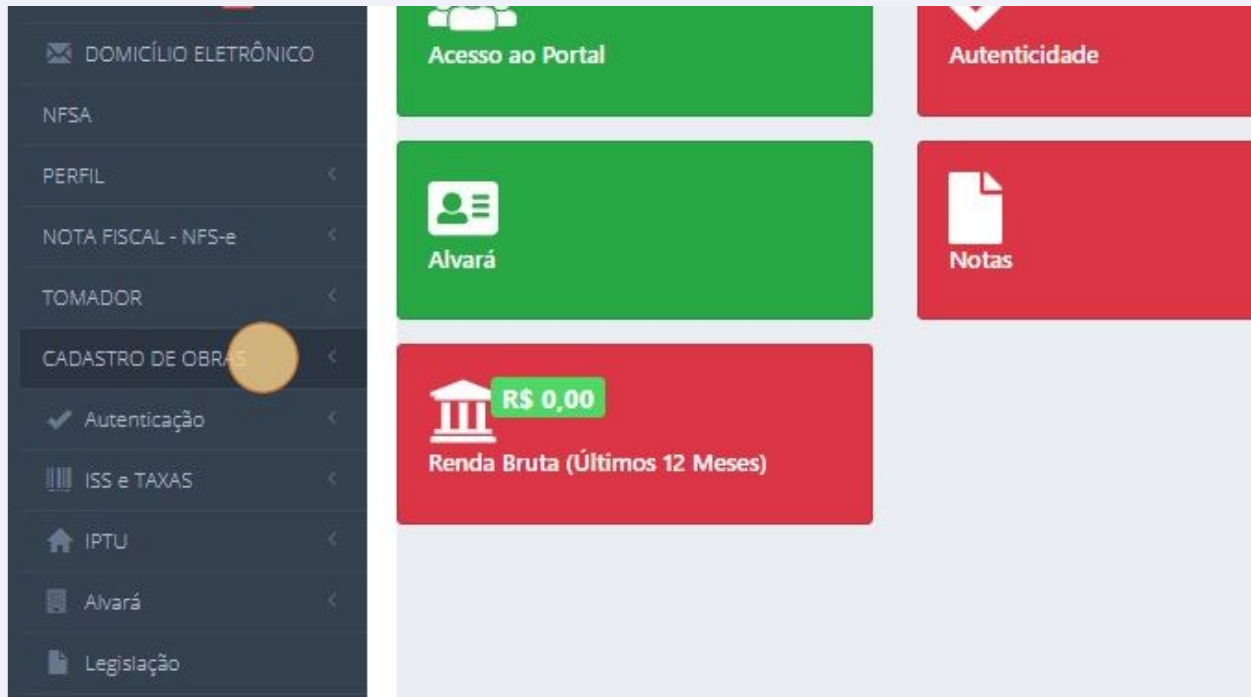 DOMICÍLIO ELETRÔNICO
NFSA
PERFIL
NOTA FISCAL - NFS-e
TOMADOR
CADASTRO DE OBRAS
Autenticação
ISS e TAXAS
IPTU
Alvará
Legislação
Acesso ao Portal
Autenticidade
Alvará
Notas
R$ 0,00
Renda Bruta (Últimos 12 Meses)